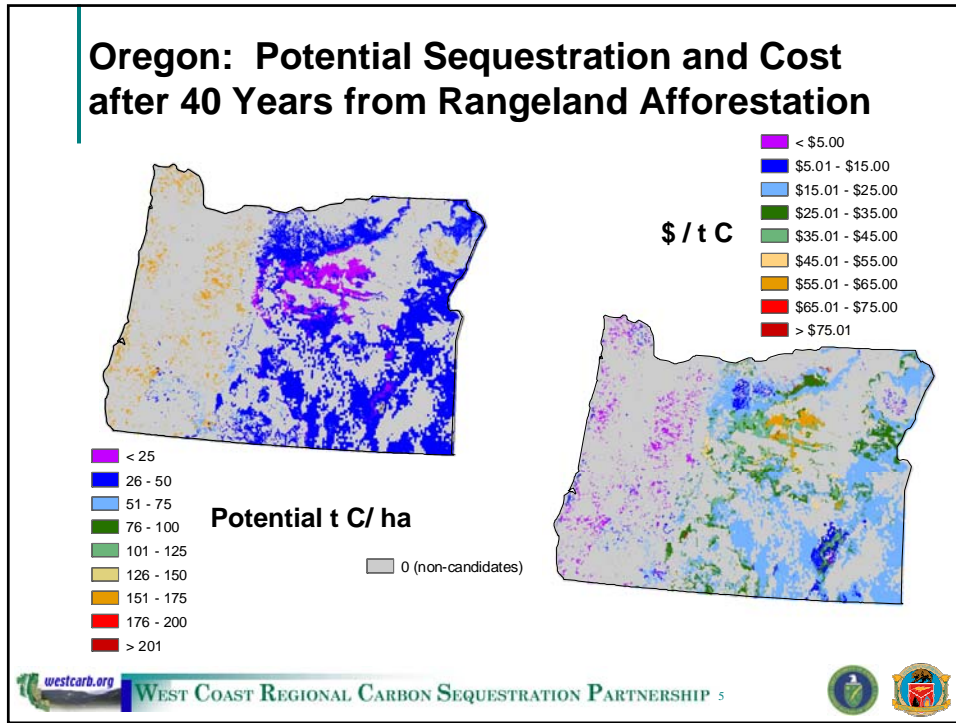 Oregon: Potential Sequestration and Cost
after 40 Years from Rangeland Afforestation
< $5.00
$5.01 - $15.00
$15.01 - $25.00
$25.01 - $35.00
$35.01 - $45.00
$45.01 - $55.00
$55.01 - $65.00
$65.01 - $75.00
> $75.01
$ / t C
< 25
26 - 50
51 - 75
76 - 100
101 - 125
126 - 150
151 - 175
176 - 200
> 201
Potential t C/ ha
0 (non-candidates)
westcarb.org
WEST COAST REGIONAL CARBON SEQUESTRATION PARTNERSHIP 5